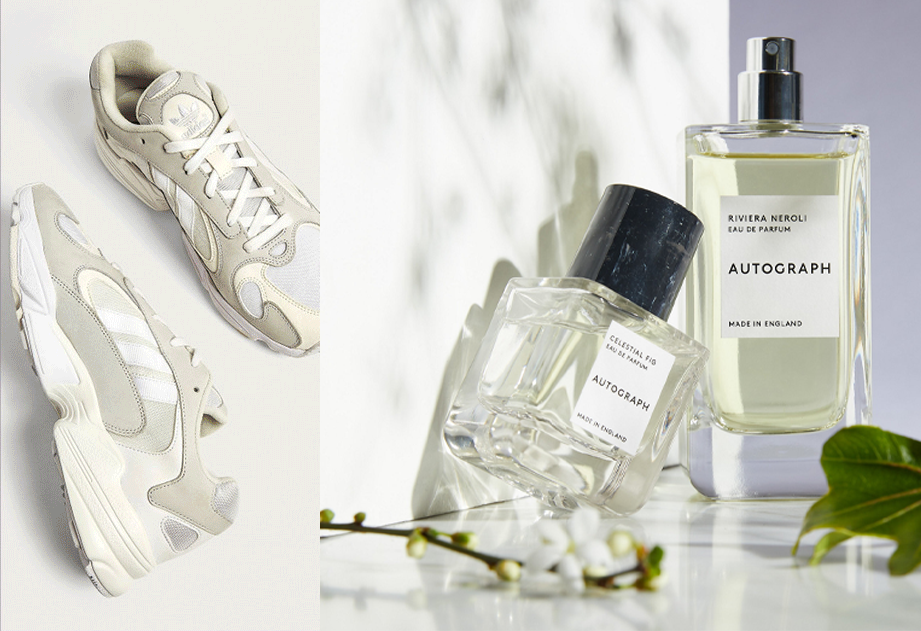 RIVIERA NEROLI
EAU DE PARFUM
AUTOGRAPH
MADE IN ENGLAND
CELESTIAL FIG
EAU DE PARFUM
AUTOGRAPH
MADE IN ENGLAND